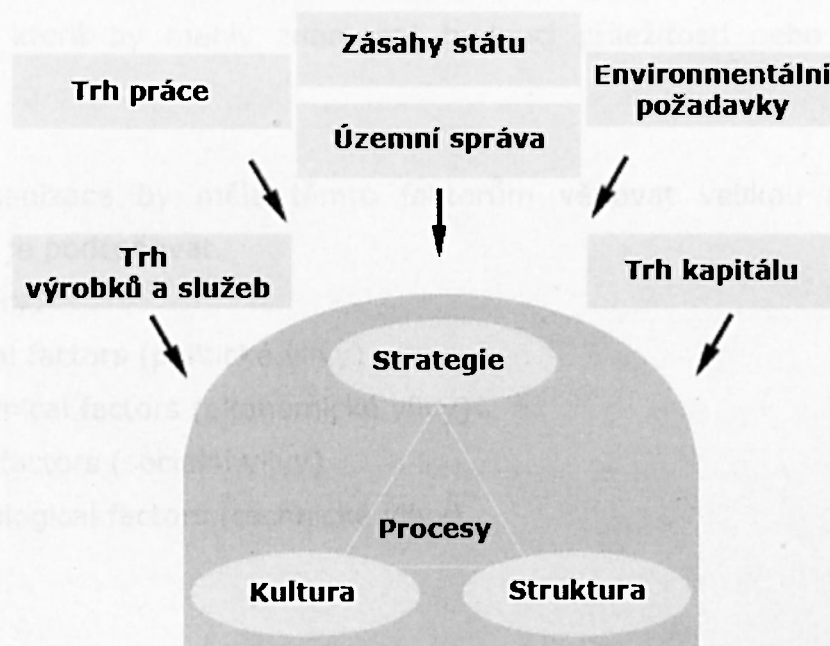 Zásahy státu
Trh práce
Environmentální
požadavky
Územní správa
Trh
výrobků a služeb
Trh kapitálu
Strategie
Procesy
Kultura
Struktura